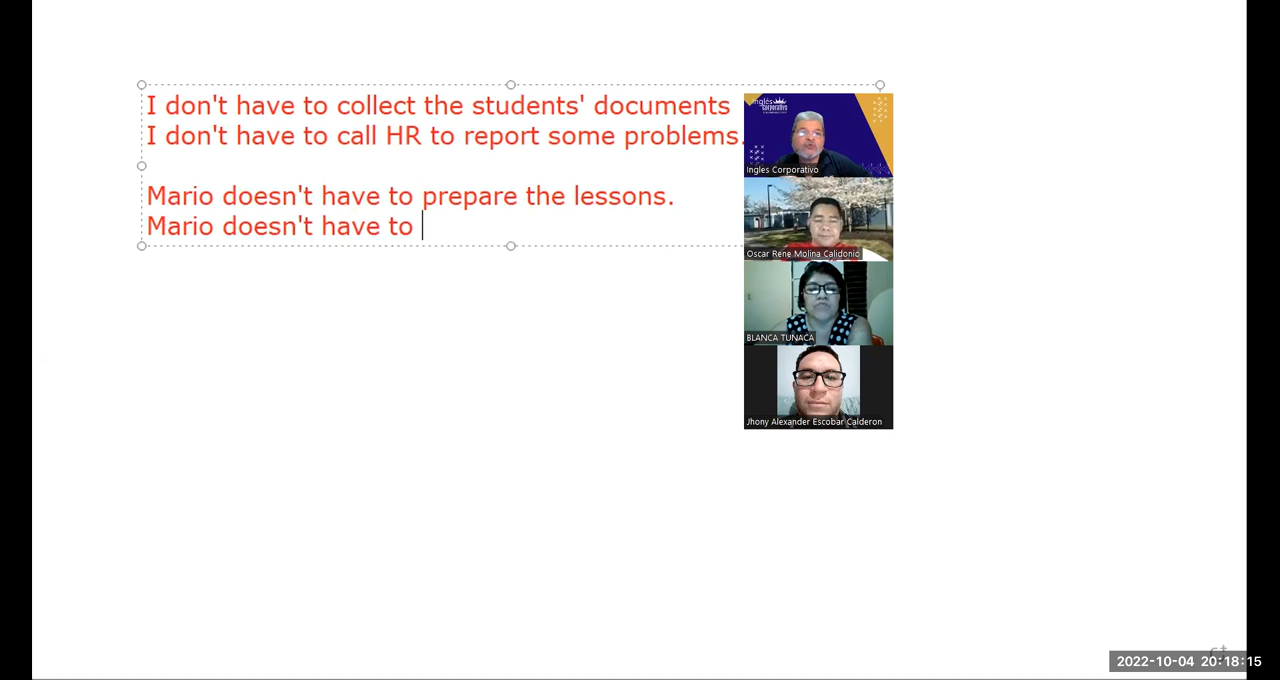 I don't have to collect the students' documents
I don't have to call HR to report some problems.
Mario doesn't have to prepare the lessons.
Mario doesn't have to
Inglés
Corporativo
Ingles Corporativo
Oscar Rene Molina Calidonio
BLANCA TUNACA
Jhony Alexander Escobar Calderon
2022-10-04 20:18:15